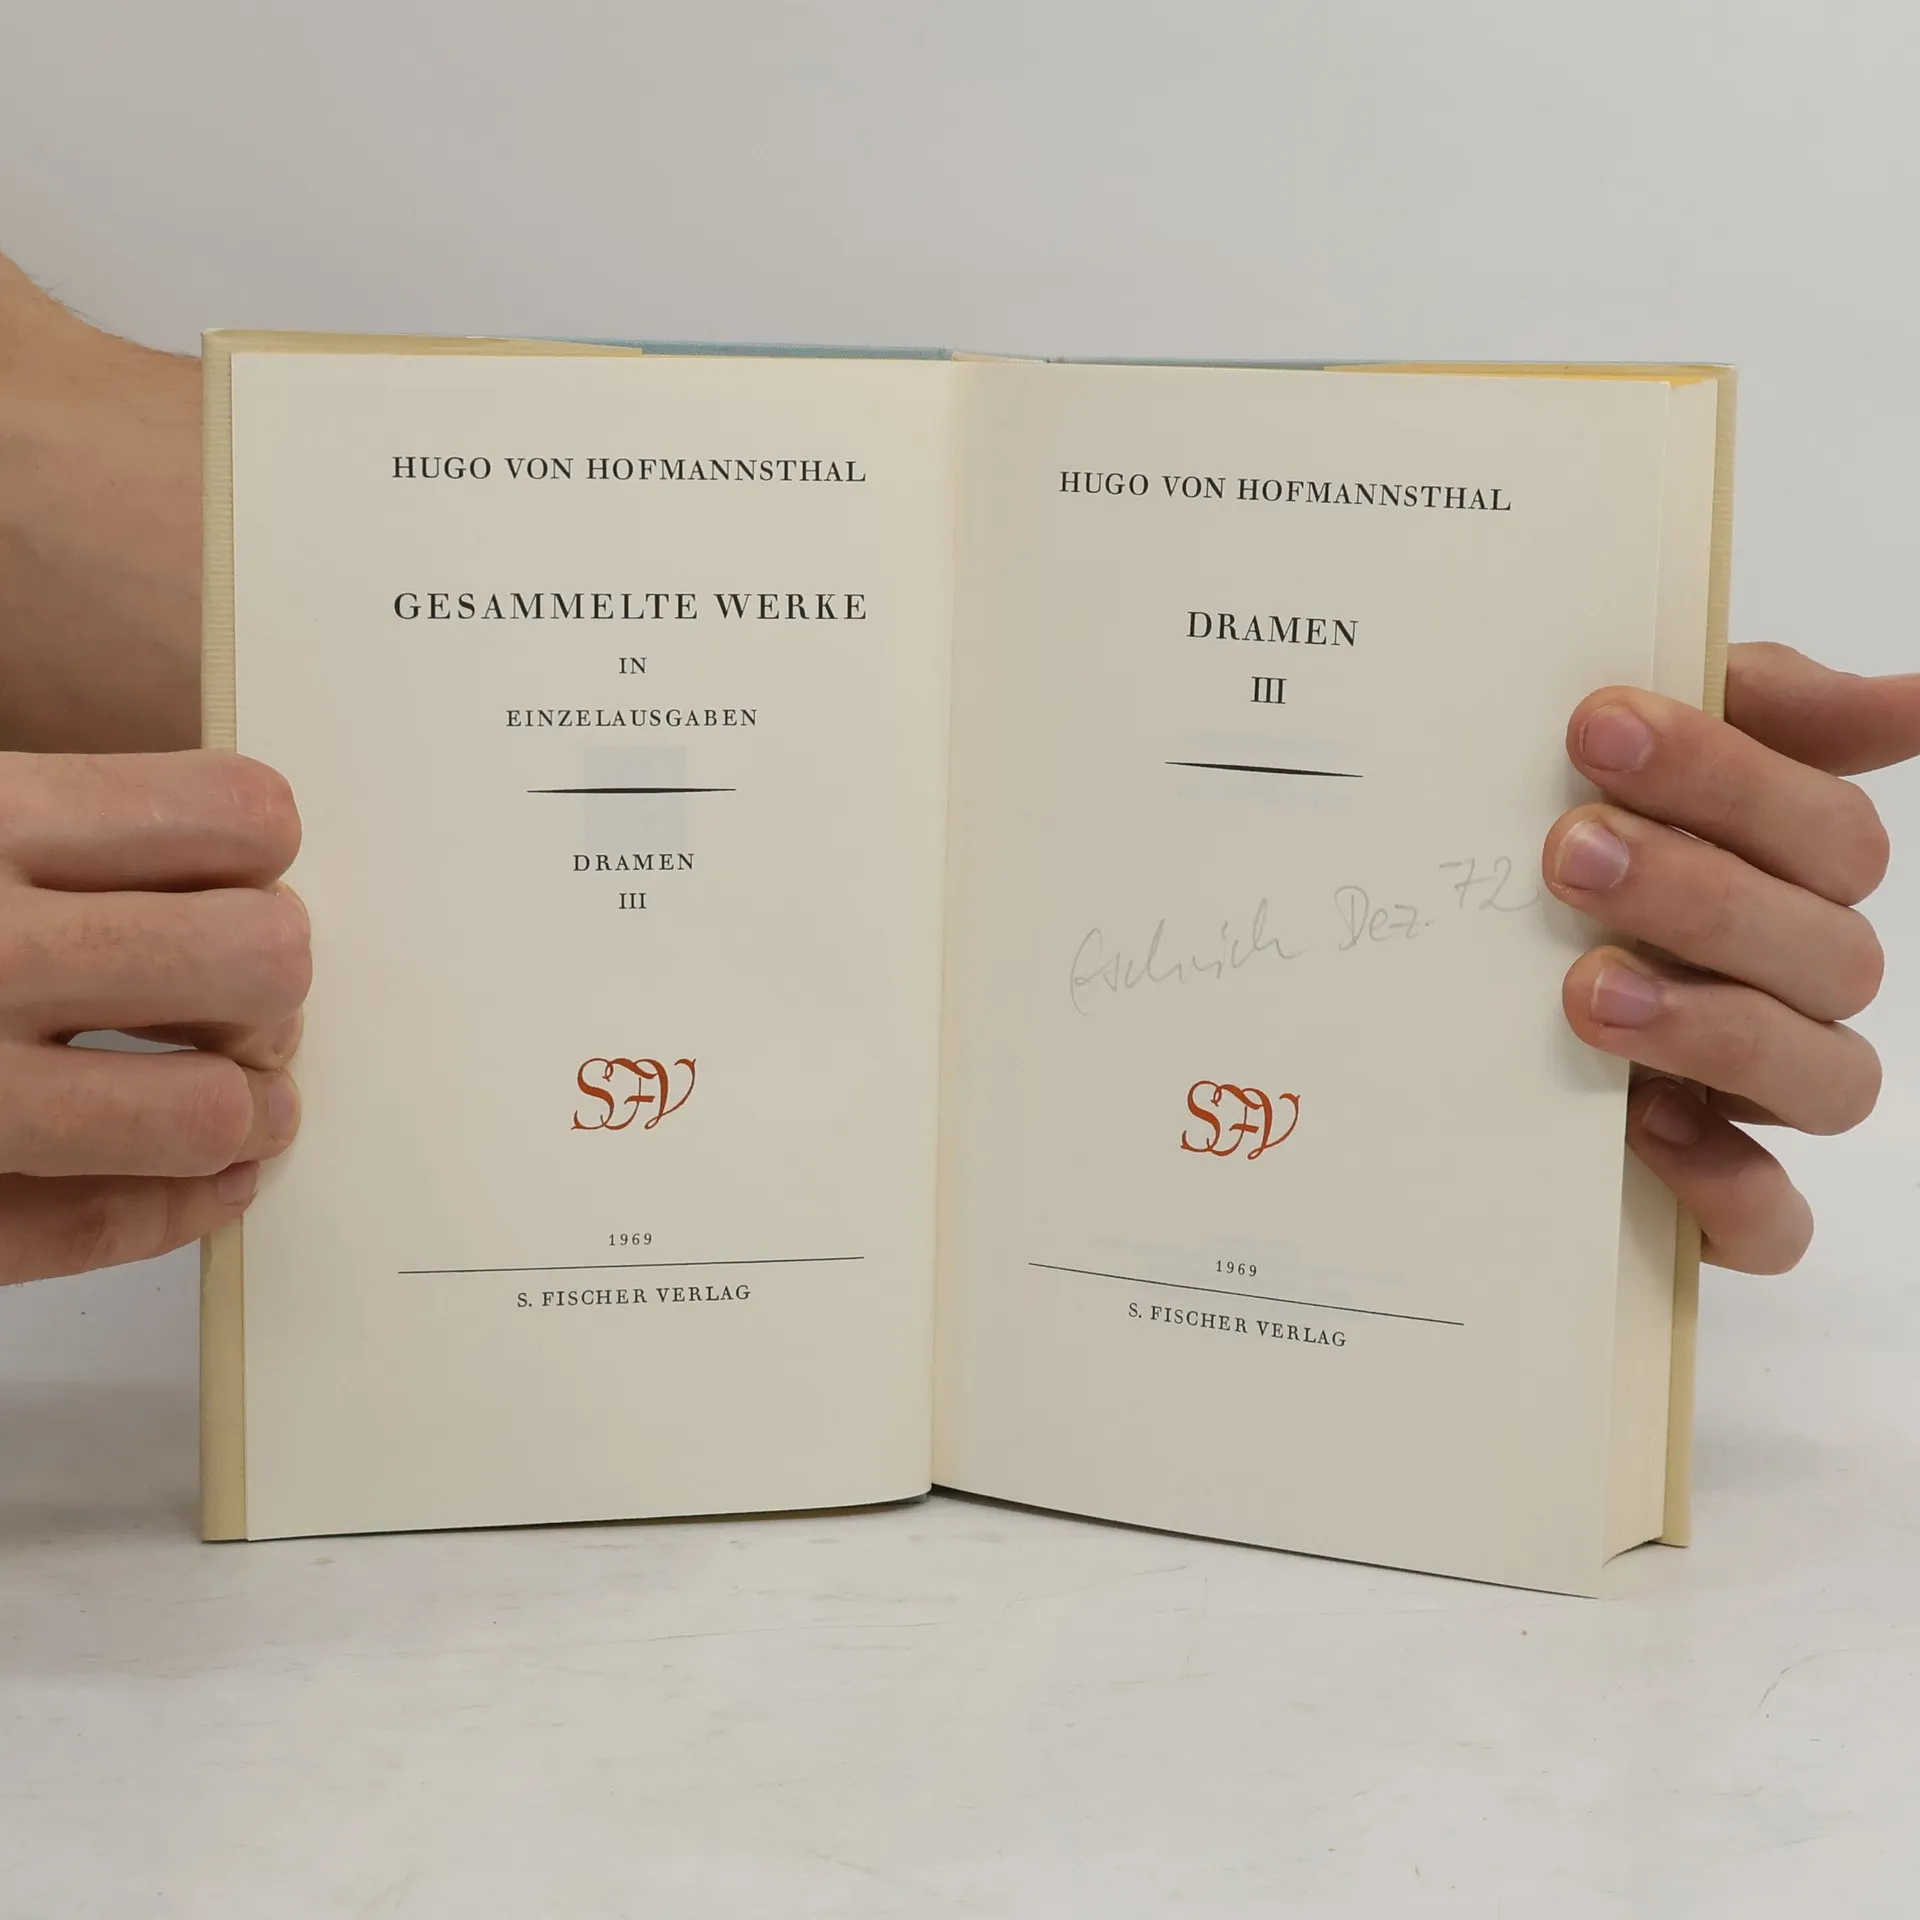 HUGO VON HOFMANNSTHAL
GESAMMELTE WERKE
IN
EINZELAUSGABEN
DRAMEN
III
SFV
1969
S. FISCHER VERLAG
HUGO VON HOFMANNSTHAL
DRAMEN
III
Dez. 72
SFV
1969
S. FISCHER VERLAG